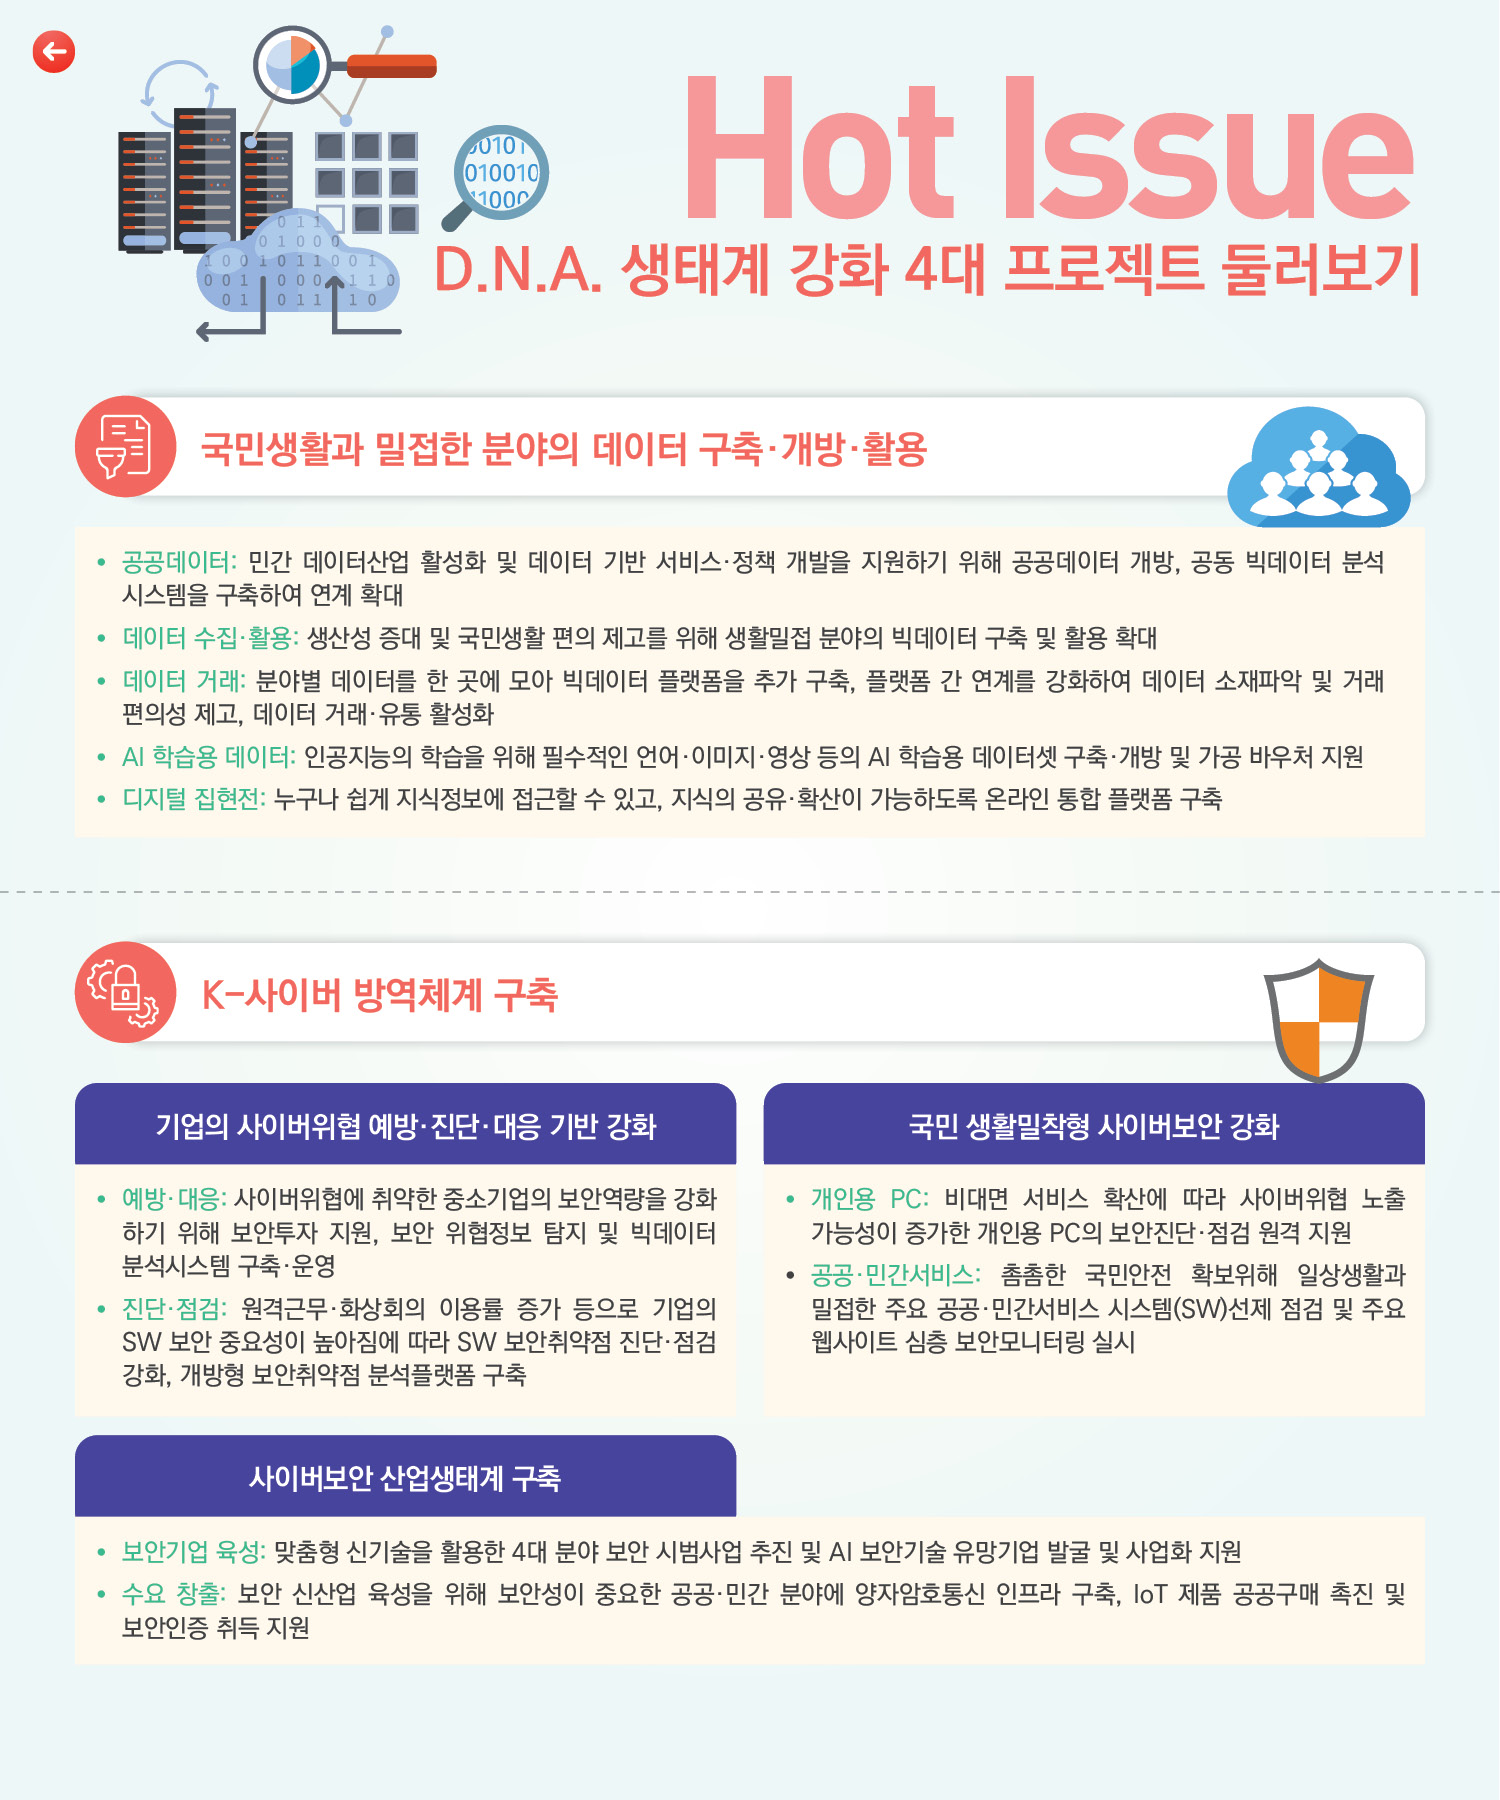 Hot Issue
D.N.A. 생태계 강화 4대 프로젝트 둘러보기
국민생활과 밀접한 분야의 데이터 구축·개방·활용
• 공공데이터: 민간 데이터산업 활성화 및 데이터 기반 서비스·정책 개발을 지원하기 위해 공공데이터 개방, 공동 빅데이터 분석
시스템을 구축하여 연계 확대
• 데이터 수집·활용: 생산성 증대 및 국민생활 편의 제고를 위해 생활밀접 분야의 빅데이터 구축 및 활용 확대
• 데이터 거래: 분야별 데이터를 한 곳에 모아 빅데이터 플랫폼을 추가 구축, 플랫폼 간 연계를 강화하여 데이터 소재파악 및 거래
편의성 제고, 데이터 거래·유통 활성화
• AI 학습용 데이터: 인공지능의 학습을 위해 필수적인 언어·이미지·영상 등의 AI 학습용 데이터셋 구축·개방 및 가공 바우처 지원
• 디지털 집현전: 누구나 쉽게 지식정보에 접근할 수 있고, 지식의 공유·확산이 가능하도록 온라인 통합 플랫폼 구축
K-사이버 방역체계 구축
기업의 사이버위협 예방·진단·대응 기반 강화
• 예방·대응: 사이버위협에 취약한 중소기업의 보안역량을 강화
하기 위해 보안투자 지원, 보안 위협정보 탐지 및 빅데이터
분석시스템 구축·운영
• 진단·점검: 원격근무·화상회의 이용률 증가 등으로 기업의
SW 보안 중요성이 높아짐에 따라 SW 보안취약점 진단·점검
강화, 개방형 보안취약점 분석플랫폼 구축
국민 생활밀착형 사이버보안 강화
• 개인용 PC: 비대면 서비스 확산에 따라 사이버위협 노출
가능성이 증가한 개인용 PC의 보안진단·점검 원격 지원
• 공공·민간서비스: 촘촘한 국민안전 확보위해 일상생활과
밀접한 주요 공공·민간서비스 시스템(SW)선제 점검 및 주요
웹사이트 심층 보안모니터링 실시
사이버보안 산업생태계 구축
• 보안기업 육성: 맞춤형 신기술을 활용한 4대 분야 보안 시범사업 추진 및 AI 보안기술 유망기업 발굴 및 사업화 지원
• 수요 창출: 보안 신산업 육성을 위해 보안성이 중요한 공공·민간 분야에 양자암호통신 인프라 구축, IoT 제품 공공구매 촉진 및
보안인증 취득 지원